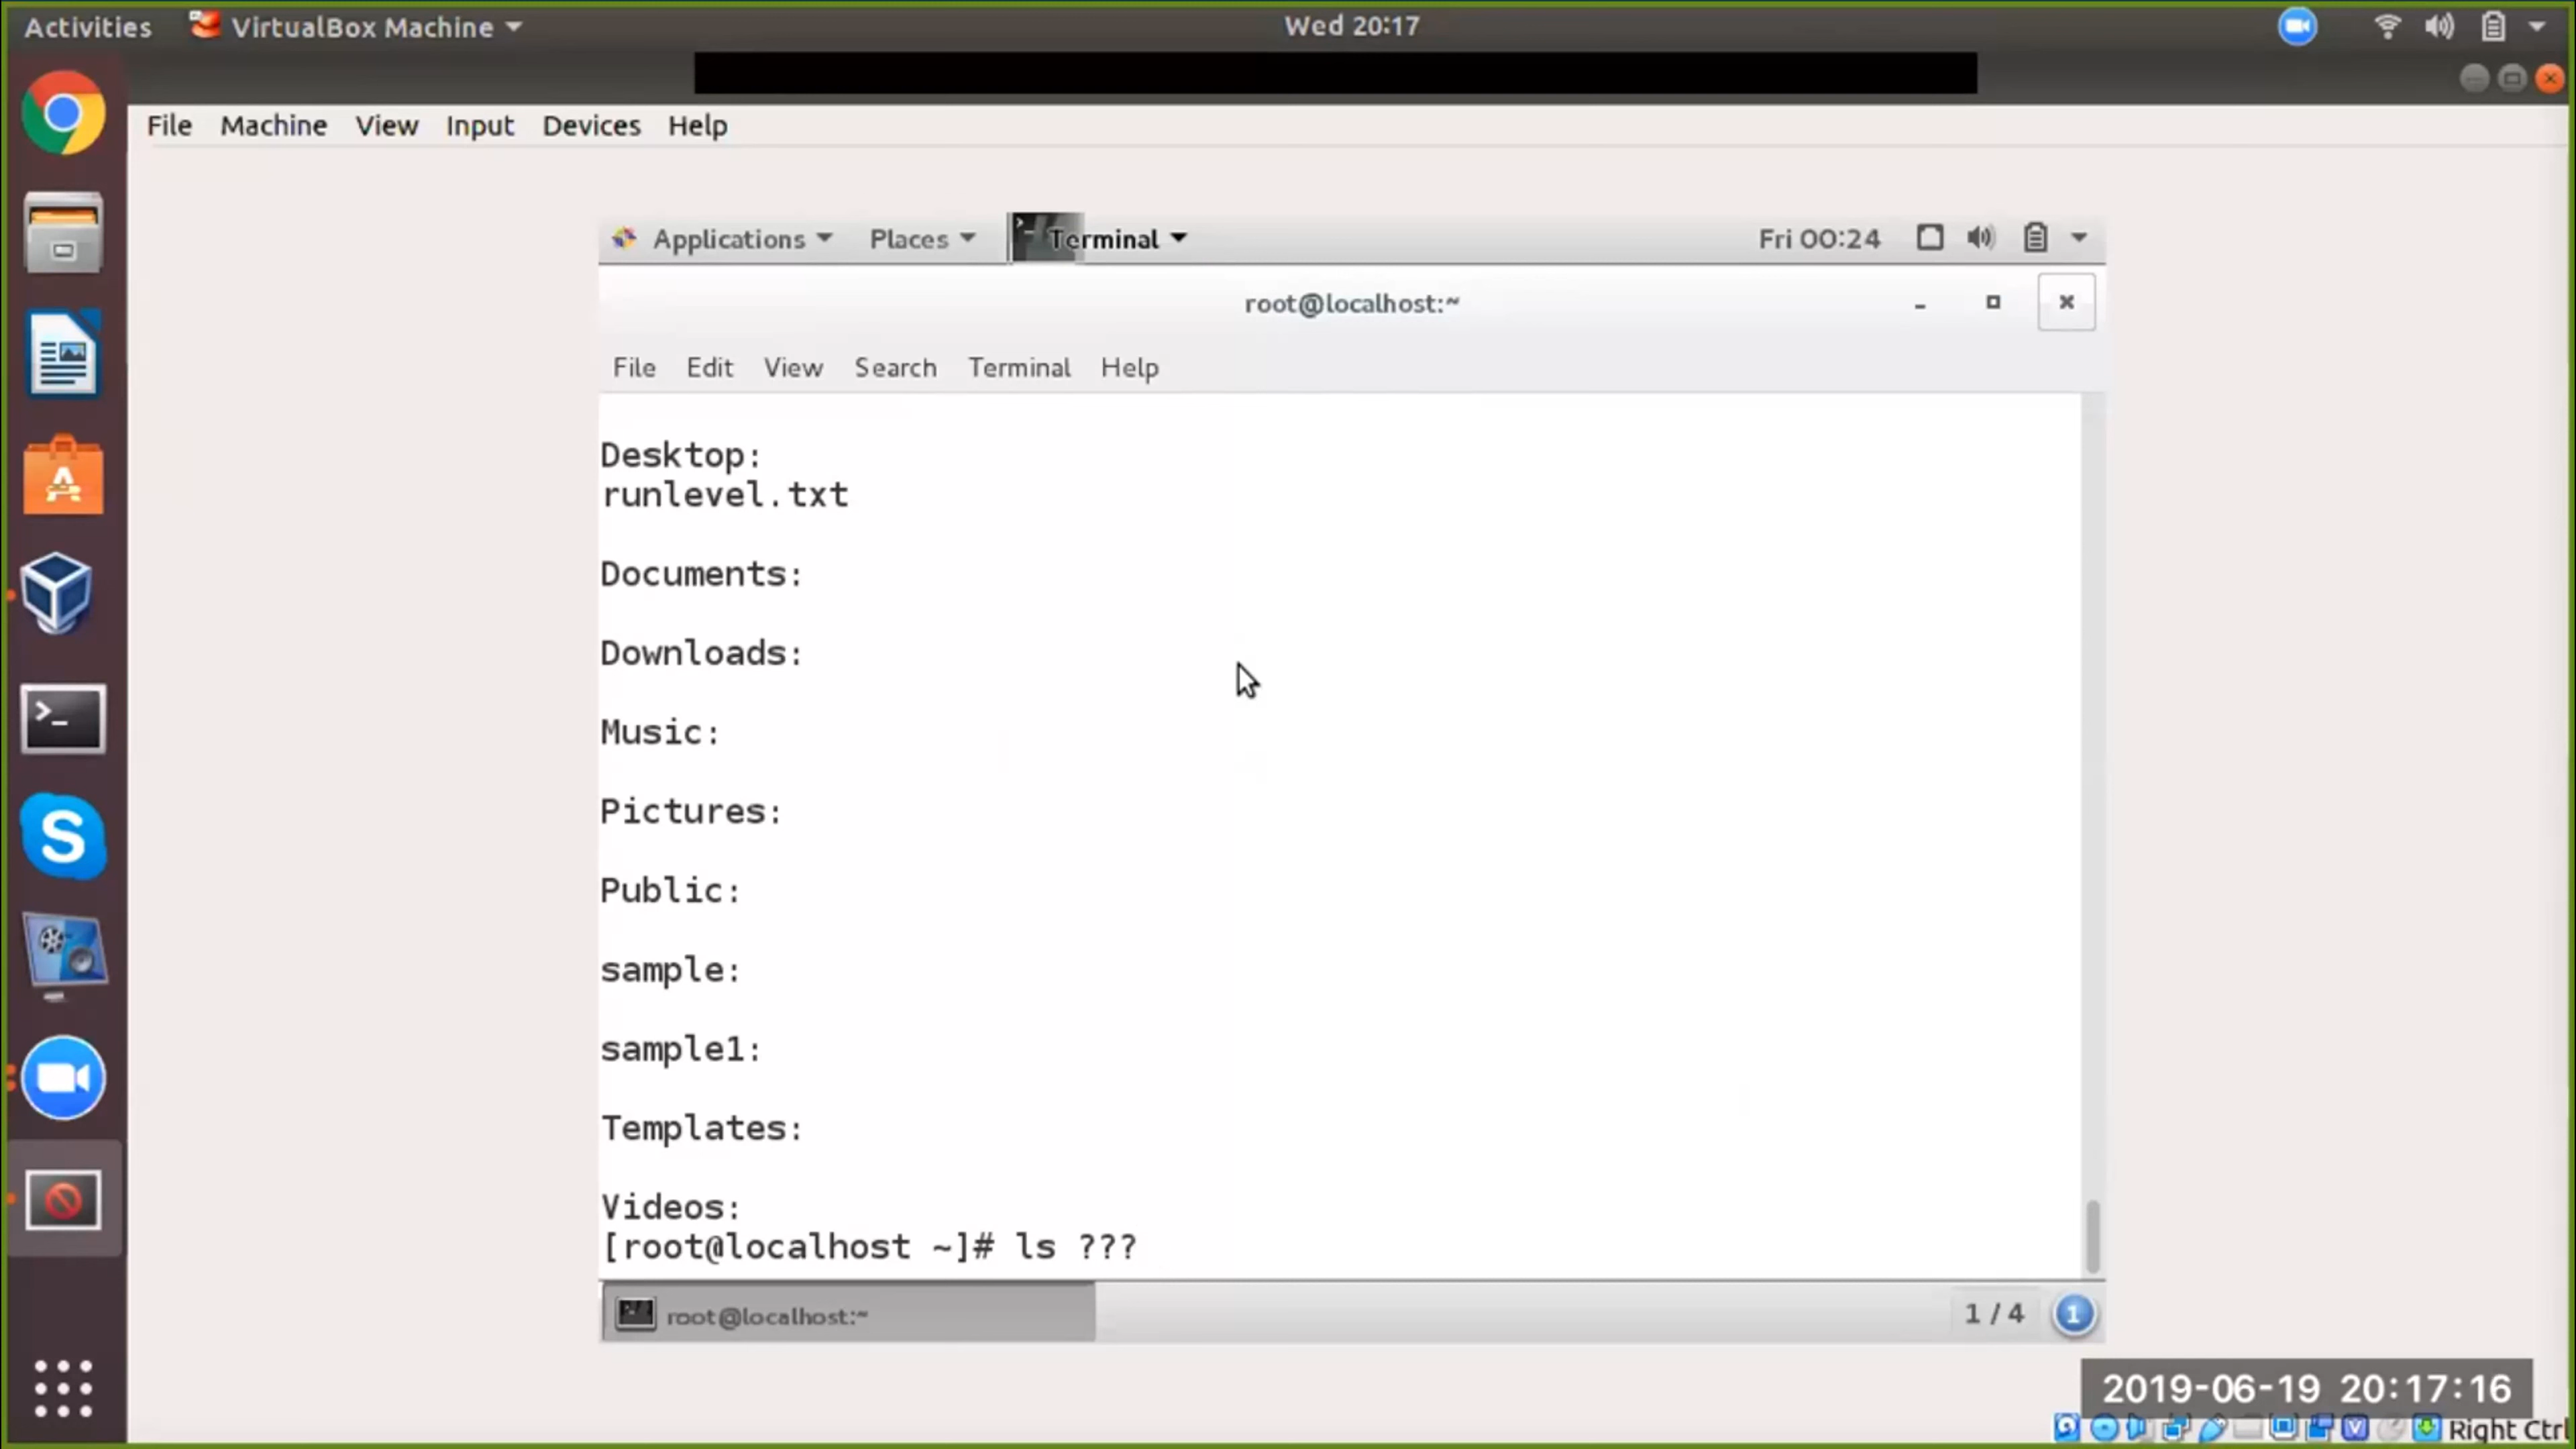 Activities VirtualBox Machine Wed 20:17
File Machine View Input Devices Help
Applications Places Terminal Fri 00:24
root@localhost:~
File Edit View Search Terminal Help
Desktop:
runlevel.txt
Documents:
Downloads:
Music:
Pictures:
Public:
sample:
sample1:
Templates:
Videos:
[root@localhost ~]# ls ???
root@localhost:~ 1 / 4 1
2019-06-19 20:17:16
Right Ctrl